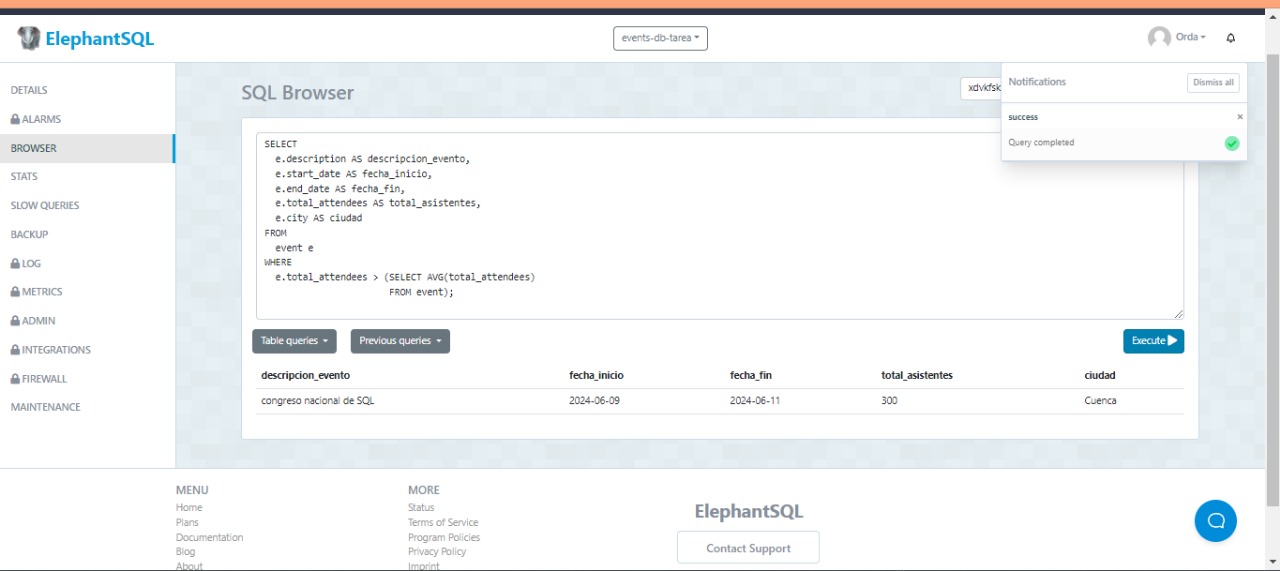 ElephantSQL
events-db-tarea
Orda
DETAILS
ALARMS
BROWSER
STATS
SLOW QUERIES
BACKUP
LOG
METRICS
ADMIN
INTEGRATIONS
FIREWALL
MAINTENANCE
SQL Browser
xdvkfsk
Notifications
Dismiss all
success
×
Query completed
SELECT
e.description AS descripcion_evento,
e.start_date AS fecha_inicio,
e.end_date AS fecha_fin,
e.total_attendees AS total_asistentes,
e.city AS ciudad
FROM
event e
WHERE
e.total_attendees > (SELECT AVG(total_attendees)
FROM event);
Table queries
Previous queries
Execute
descripcion_evento fecha_inicio fecha_fin total_asistentes ciudad
congreso nacional de SQL 2024-06-09 2024-06-11 300 Cuenca
MENU
Home
Plans
Documentation
Blog
About
MORE
Status
Terms of Service
Program Policies
Privacy Policy
Imprint
ElephantSQL
Contact Support